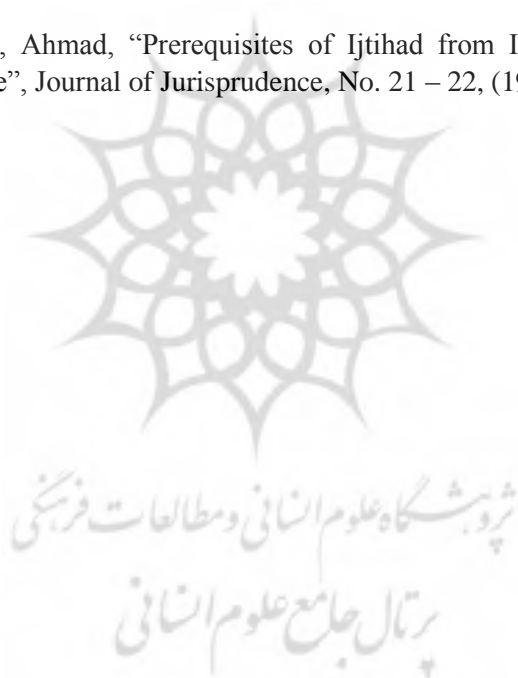 , Ahmad, “Prerequisites of Ijtihad from I
e”, Journal of Jurisprudence, No. 21 – 22, (19
پژوهشگاه علوم انسانی و مطالعات فرهنگی
پرتال جامع علوم انسانی